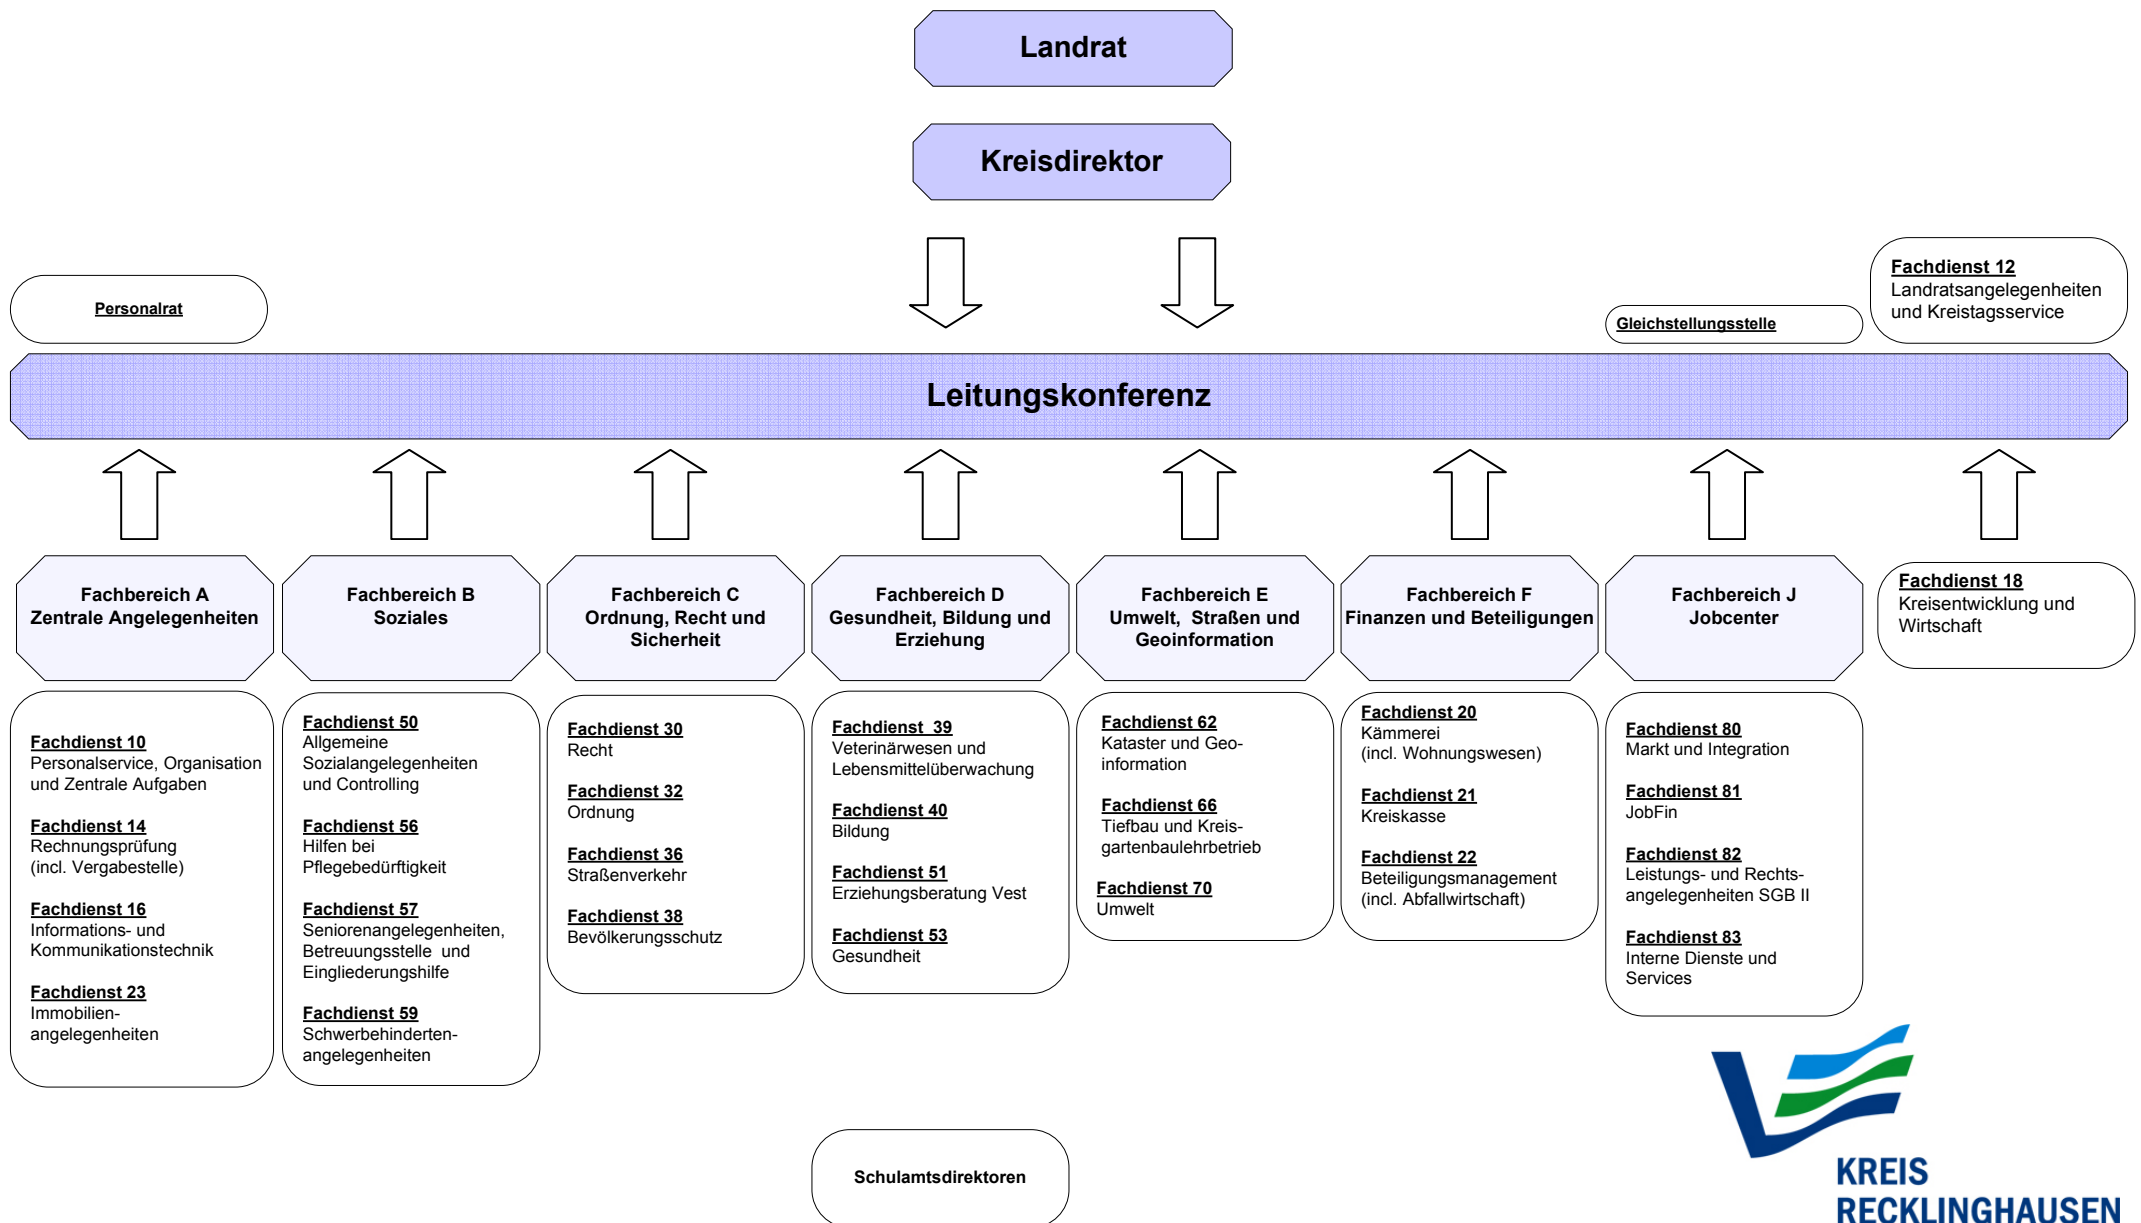 Landrat
Kreisdirektor
Personalrat
Gleichstellungsstelle
Fachdienst 12
Landratsangelegenheiten
und Kreistagsservice
Leitungskonferenz
Fachbereich A
Zentrale Angelegenheiten
Fachbereich B
Soziales
Fachbereich C
Ordnung, Recht und
Sicherheit
Fachbereich D
Gesundheit, Bildung und
Erziehung
Fachbereich E
Umwelt, Straßen und
Geoinformation
Fachbereich F
Finanzen und Beteiligungen
Fachbereich J
Jobcenter
Fachdienst 18
Kreisentwicklung und
Wirtschaft
Fachdienst 10
Personalservice, Organisation
und Zentrale Aufgaben
Fachdienst 14
Rechnungsprüfung
(incl. Vergabestelle)
Fachdienst 16
Informations- und
Kommunikationstechnik
Fachdienst 23
Immobilien-
angelegenheiten
Fachdienst 50
Allgemeine
Sozialangelegenheiten
und Controlling
Fachdienst 56
Hilfen bei
Pflegebedürftigkeit
Fachdienst 57
Seniorenangelegenheiten,
Betreuungsstelle und
Eingliederungshilfe
Fachdienst 59
Schwerbehinderten-
angelegenheiten
Fachdienst 30
Recht
Fachdienst 32
Ordnung
Fachdienst 36
Straßenverkehr
Fachdienst 38
Bevölkerungsschutz
Fachdienst 39
Veterinärwesen und
Lebensmittelüberwachung
Fachdienst 40
Bildung
Fachdienst 51
Erziehungsberatung Vest
Fachdienst 53
Gesundheit
Fachdienst 62
Kataster und Geo-
information
Fachdienst 66
Tiefbau und Kreis-
gartenbaulehrbetrieb
Fachdienst 70
Umwelt
Fachdienst 20
Kämmerei
(incl. Wohnungswesen)
Fachdienst 21
Kreiskasse
Fachdienst 22
Beteiligungsmanagement
(incl. Abfallwirtschaft)
Fachdienst 80
Markt und Integration
Fachdienst 81
JobFin
Fachdienst 82
Leistungs- und Rechts-
angelegenheiten SGB II
Fachdienst 83
Interne Dienste und
Services
Schulamtsdirektoren
KREIS
RECKLINGHAUSEN